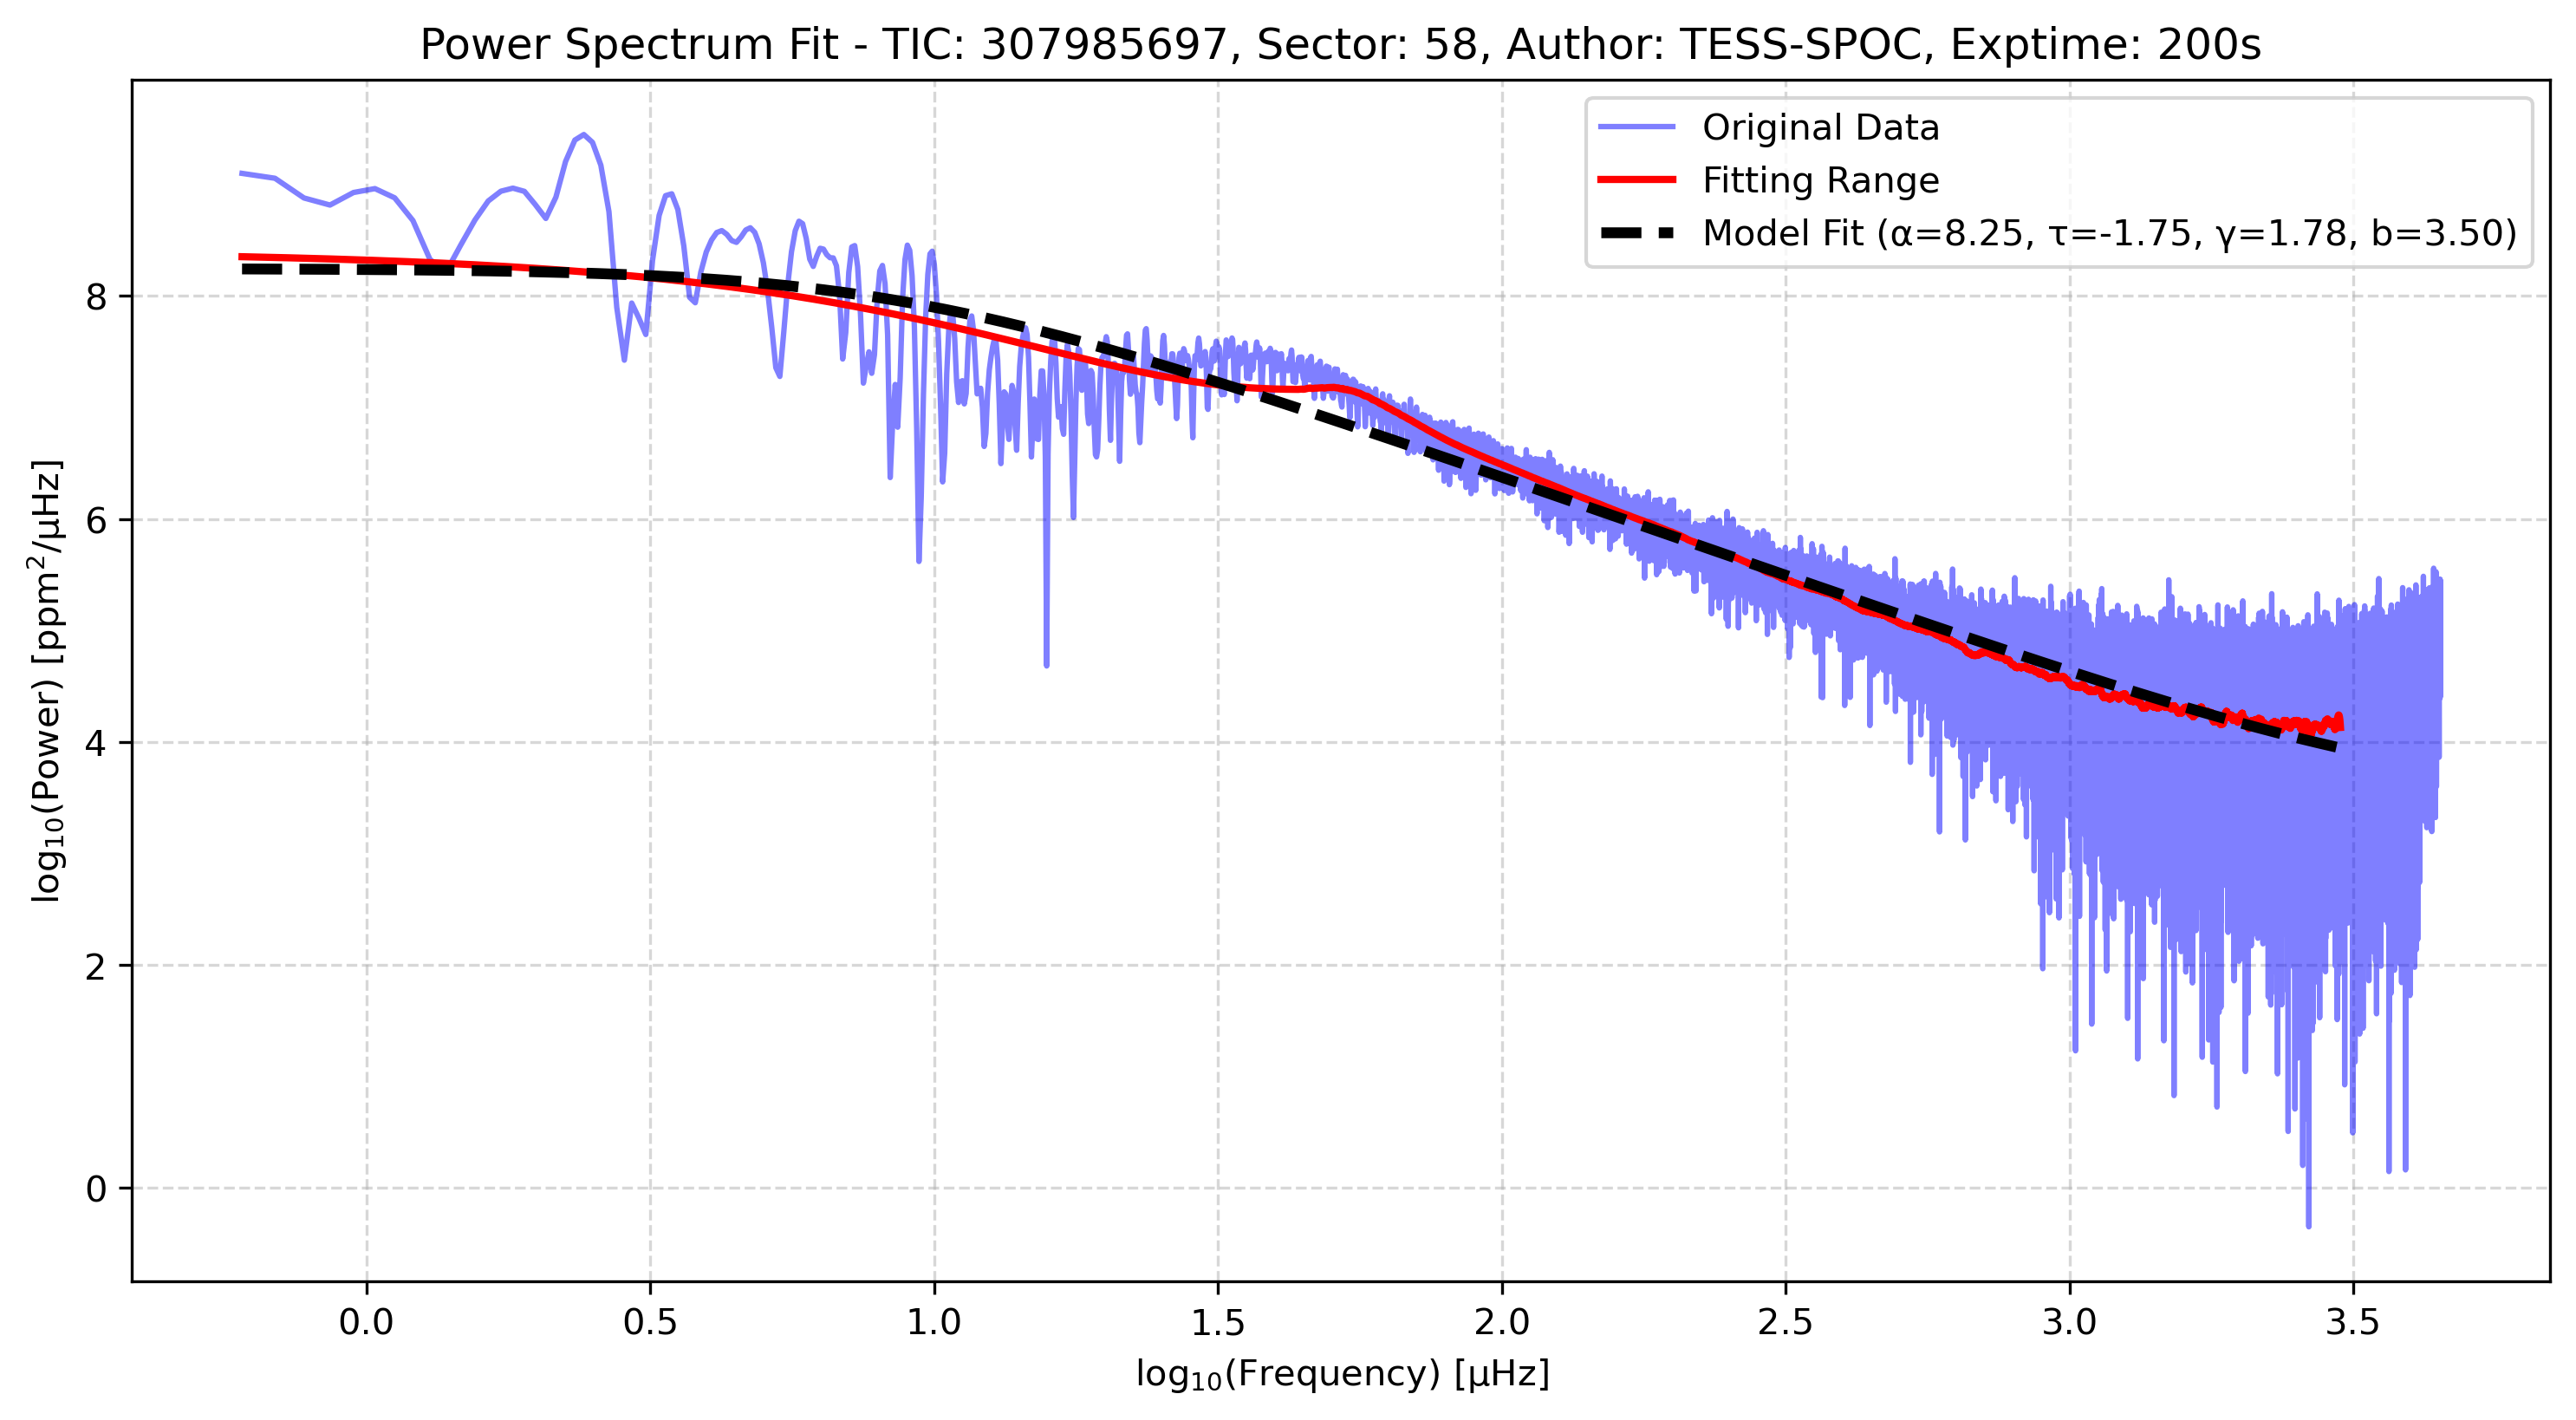 Power Spectrum Fit - TIC: 307985697, Sector: 58, Author: TESS-SPOC, Exptime: 200s
Original Data
Fitting Range
Model Fit (α=8.25, τ=-1.75, γ=1.78, b=3.50)
log₁₀(Power) [ppm²/μHz]
8
6
4
2
0
0.0 0.5 1.0 1.5 2.0 2.5 3.0 3.5
log₁₀(Frequency) [μHz]